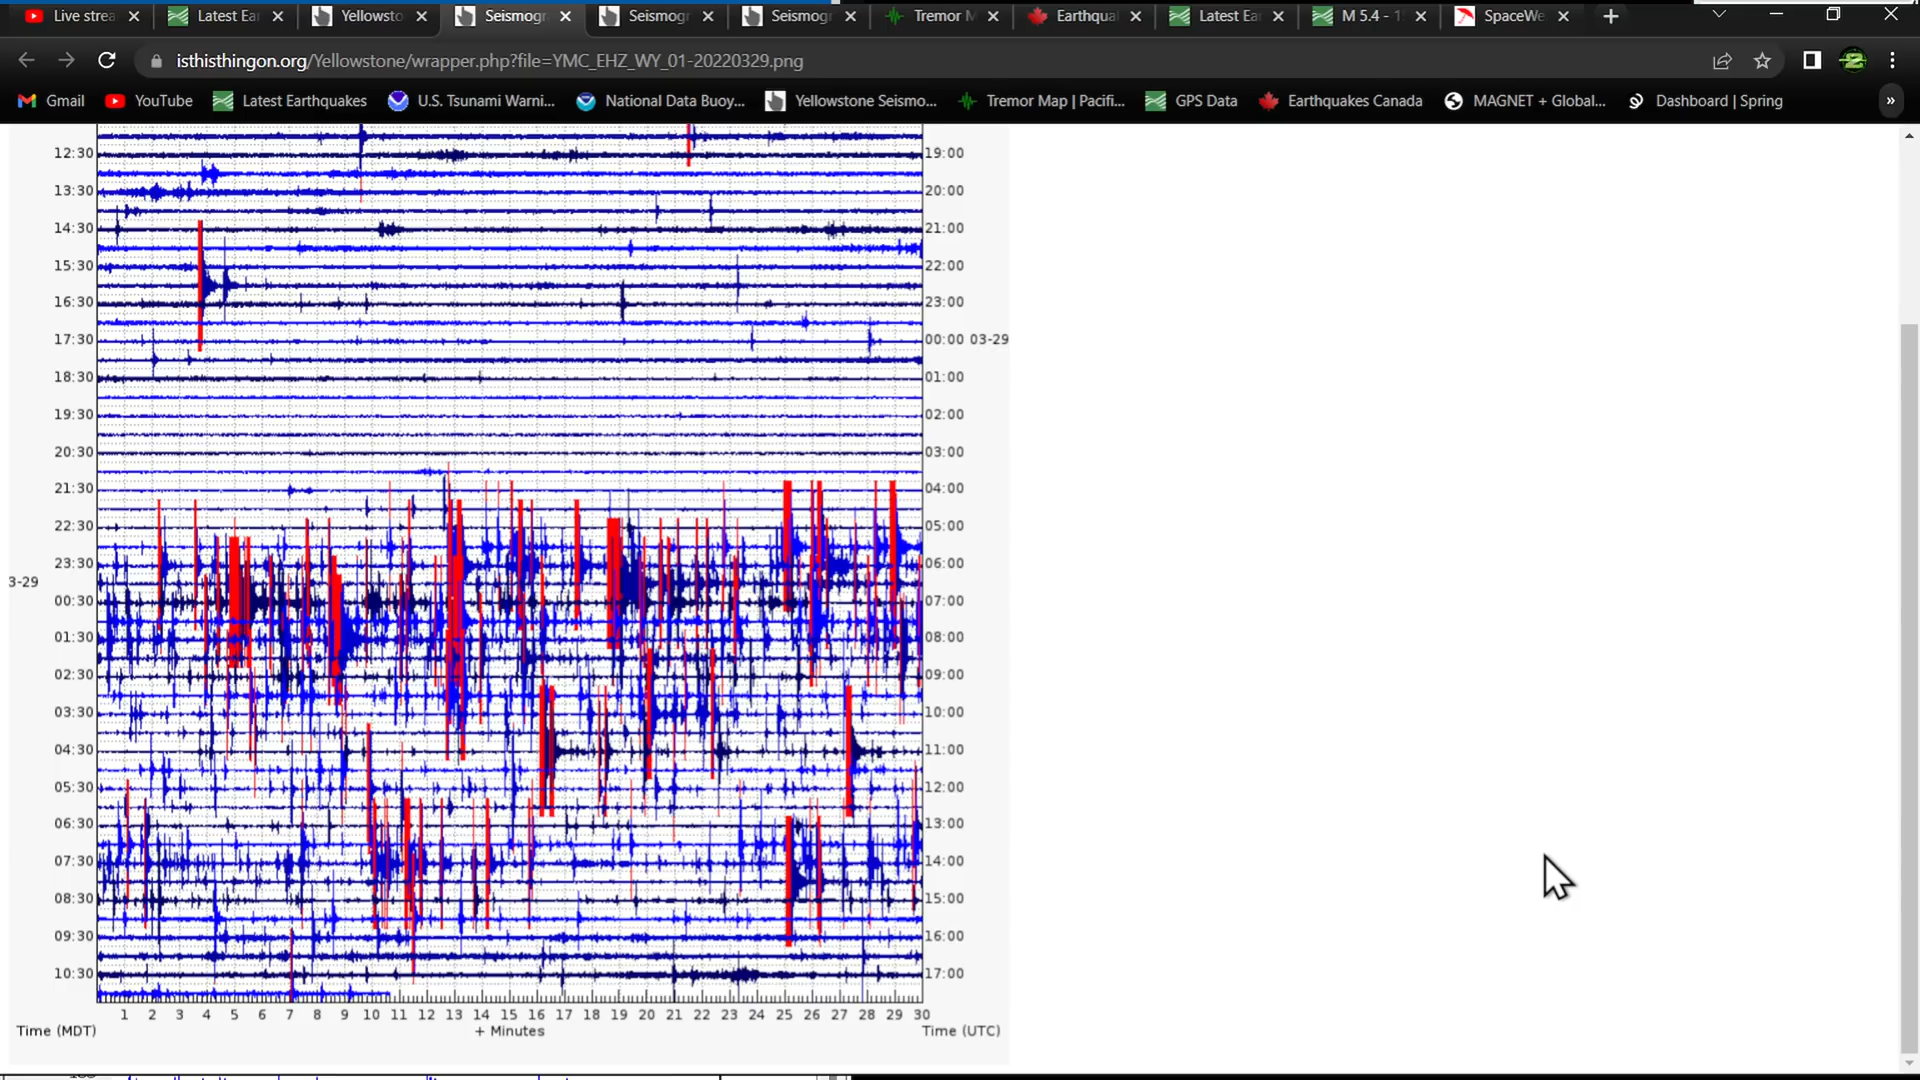 Live strea
Latest Ea
Yellowsto
Seismogr
Seismogr
Seismogr
Tremor M
Earthqua
Latest Ea
M 5.4 - 1
SpaceWe
isthisthingon.org/Yellowstone/wrapper.php?file=YMC_EHZ_WY_01-20220329.png
Gmail
YouTube
Latest Earthquakes
U.S. Tsunami Warni...
National Data Buoy...
Yellowstone Seismo...
Tremor Map | Pacifi...
GPS Data
Earthquakes Canada
MAGNET + Global...
Dashboard | Spring
»
12:30 19:00
13:30 20:00
14:30 21:00
15:30 22:00
16:30 23:00
17:30 00:00 03-29
18:30 01:00
19:30 02:00
20:30 03:00
21:30 04:00
22:30 05:00
23:30 06:00
3-29
00:30 07:00
01:30 08:00
02:30 09:00
03:30 10:00
04:30 11:00
05:30 12:00
06:30 13:00
07:30 14:00
08:30 15:00
09:30 16:00
10:30 17:00
1 2 3 4 5 6 7 8 9 10 11 12 13 14 15 16 17 18 19 20 21 22 23 24 25 26 27 28 29 30
Time (MDT) + Minutes Time (UTC)